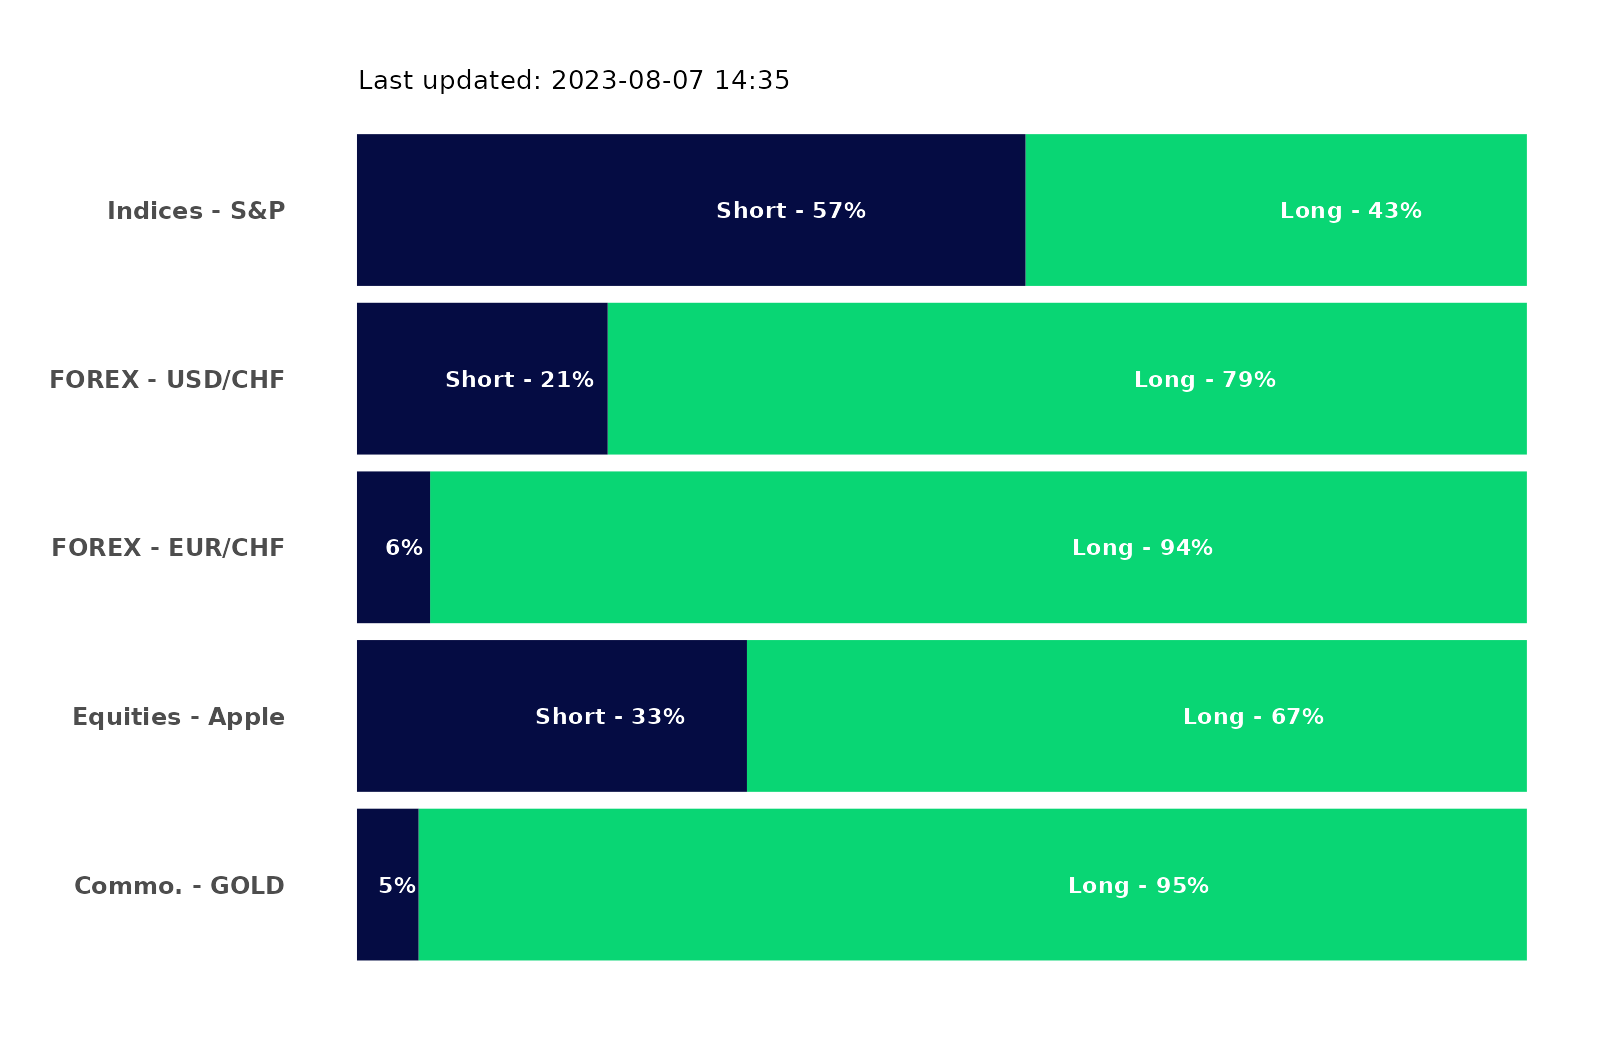 Last updated: 2023-08-07 14:35
Indices - S&P Short - 57% Long - 43%
FOREX - USD/CHF Short - 21% Long - 79%
FOREX - EUR/CHF 6% Long - 94%
Equities - Apple Short - 33% Long - 67%
Commo. - GOLD 5% Long - 95%